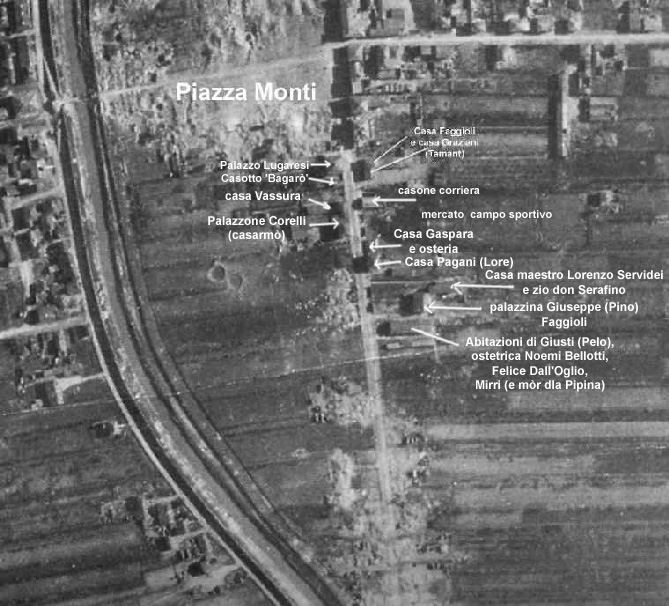 Piazza Monti
Casa Faggioli
e casa Graziani
(Tamant)
Palazzo Lugaresi
Casotto 'Bagarò'
casa Vassura
Palazzone Corelli
(casarmò)
casone corriera
mercato campo sportivo
Casa Gaspara
e osteria
Casa Pagani (Lore)
Casa maestro Lorenzo Servidei
e zio don Serafino
palazzina Giuseppe (Pino)
Faggioli
Abitazioni di Giusti (Pelo),
ostetrica Noemi Bellotti,
Felice Dall'Oglio,
Mirri (e mòr dla Pipina)